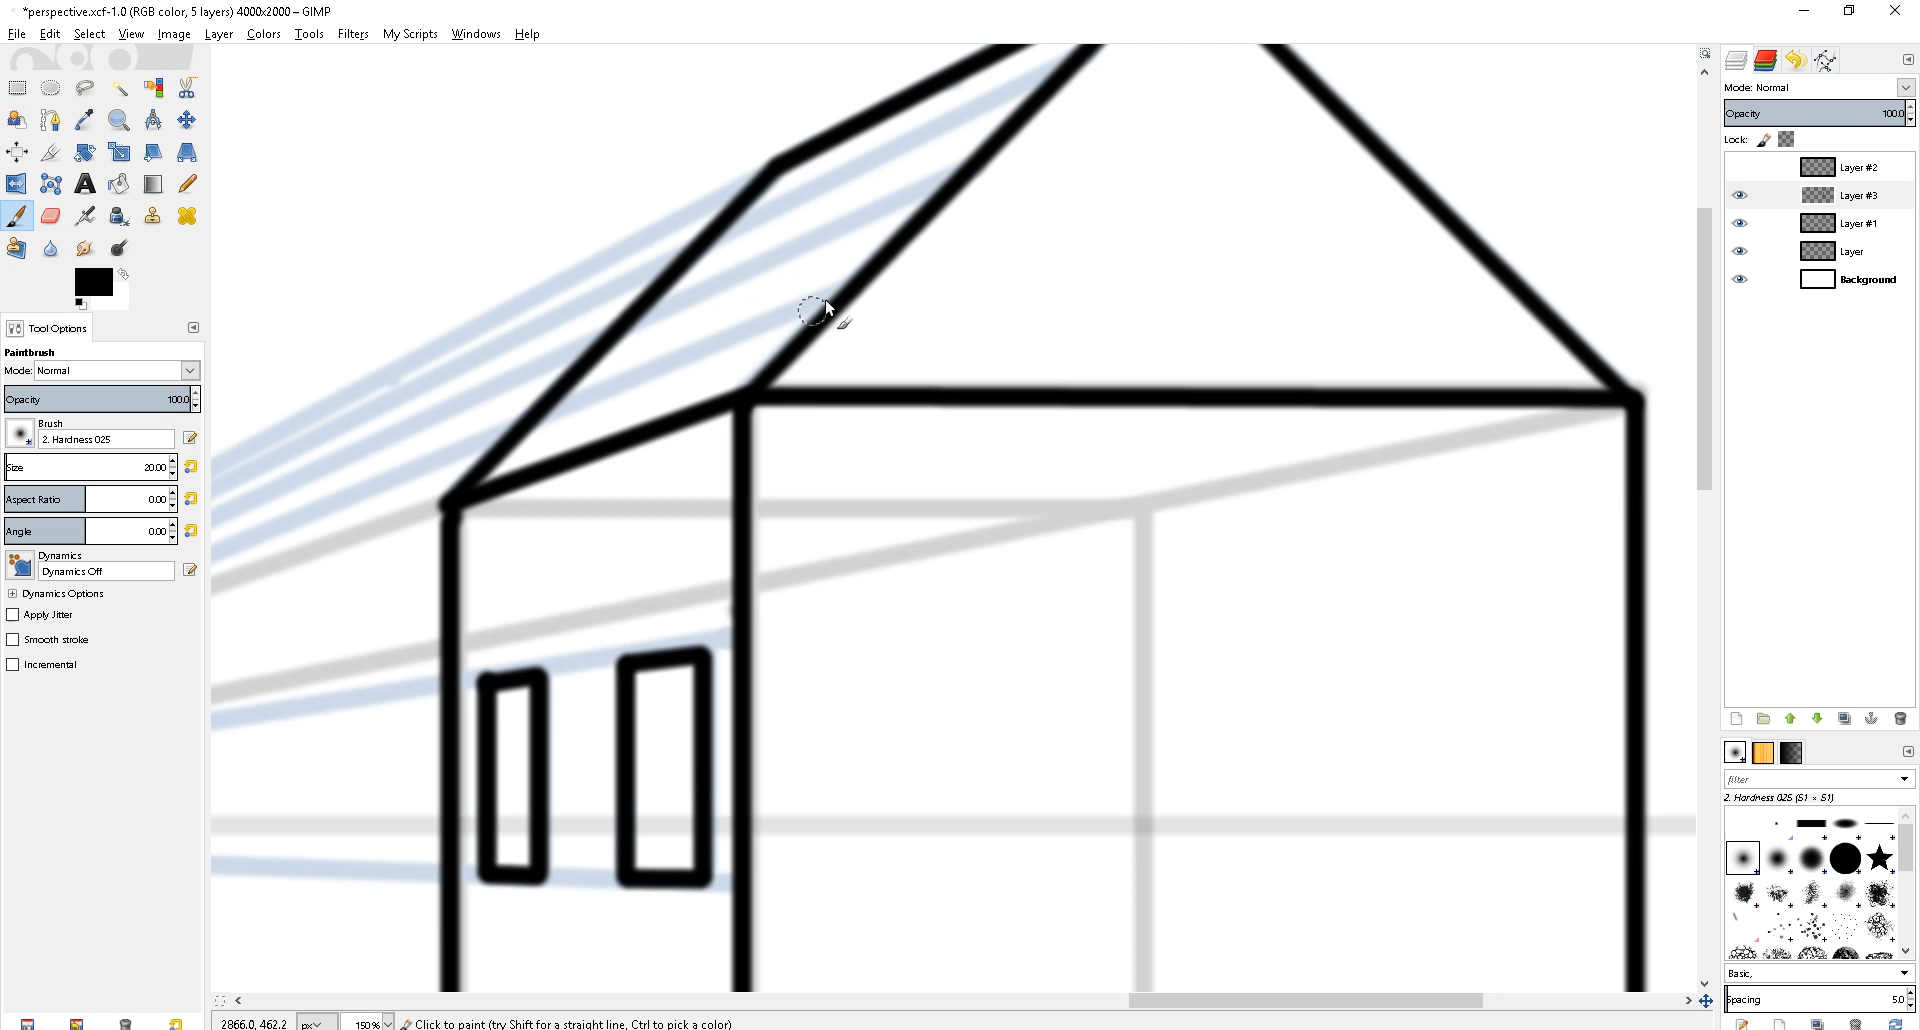 *perspective.xcf-1.0 (RGB color, 5 layers) 4000x2000 – GIMP
File Edit Select View Image Layer Colors Tools Filters My Scripts Windows Help
Mode: Normal
Opacity 100.0
Lock:
Layer #2
Layer #3
Layer #1
Layer
Background
Tool Options
Paintbrush
Mode: Normal
Opacity 100.0
Brush
2. Hardness 025
Size 20.00
Aspect Ratio 0.00
Angle 0.00
Dynamics
Dynamics Off
Dynamics Options
Apply Jitter
Smooth stroke
Incremental
filter
2. Hardness 025 (51 × 51)
Basic,
Spacing 5.0
2866.0, 462.2 px 150% Click to paint (try Shift for a straight line, Ctrl to pick a color)